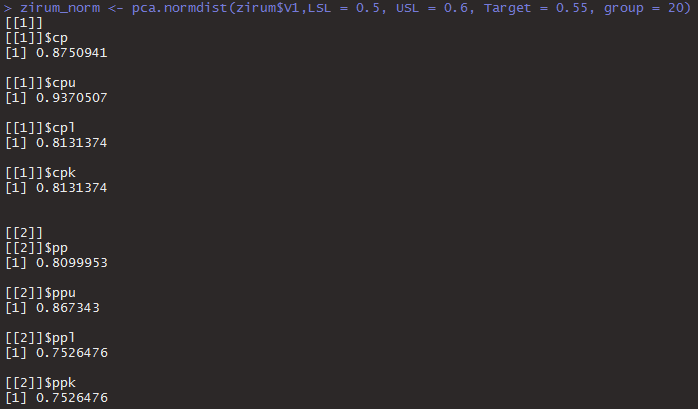 > zirum_norm <- pca.normdist(zirum$V1,LSL = 0.5, USL = 0.6, Target = 0.55, group = 20)
[[1]]
[[1]]$cp
[1] 0.8750941

[[1]]$cpu
[1] 0.9370507

[[1]]$cpl
[1] 0.8131374

[[1]]$cpk
[1] 0.8131374


[[2]]
[[2]]$pp
[1] 0.8099953

[[2]]$ppu
[1] 0.867343

[[2]]$ppl
[1] 0.7526476

[[2]]$ppk
[1] 0.7526476